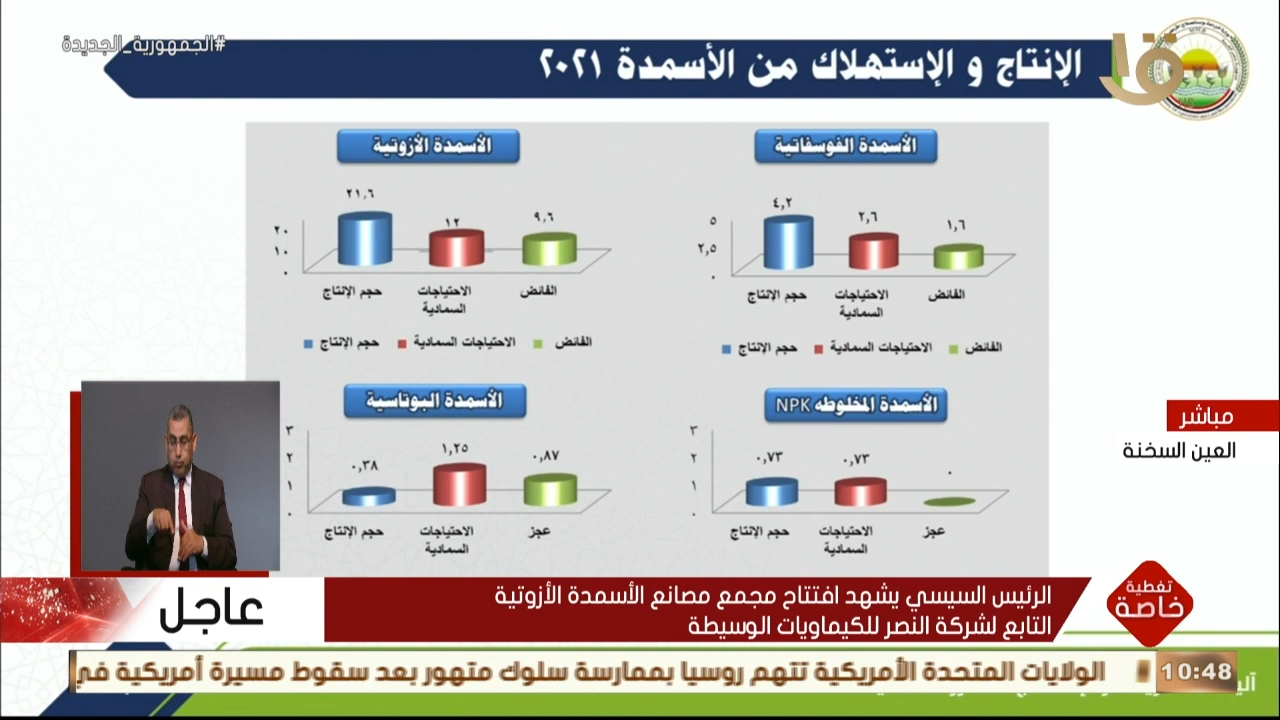 #الجمهورية_الجديدة
الإنتاج و الإستهلاك من الأسمدة ٢٠٢١
الأسمدة الفوسفاتية
٤,٢
٢,٦
١,٦
٥
٢,٥
٠
حجم الإنتاج
الاحتياجات
السمادية
الفائض
حجم الإنتاج
الاحتياجات السمادية
الفائض
الأسمدة الأزوتية
٢١,٦
١٢
٩,٦
٢٠
١٠
٠
حجم الإنتاج
الاحتياجات
السمادية
الفائض
حجم الإنتاج
الاحتياجات السمادية
الفائض
الأسمدة المخلوطه NPK
٣
٢
١
٠
٠,٧٣
٠,٧٣
٠
حجم الإنتاج
الاحتياجات
السمادية
عجز
الأسمدة البوتاسية
٣
٢
١
٠
٠,٣٨
١,٢٥
٠,٨٧
حجم الإنتاج
الاحتياجات
السمادية
عجز
مباشر
العين السخنة
تغطية
خاصة
الرئيس السيسي يشهد افتتاح مجمع مصانع الأسمدة الأزوتية
التابع لشركة النصر للكيماويات الوسيطة
عاجل
10:48
الولايات المتحدة الأمريكية تتهم روسيا بممارسة سلوك متهور بعد سقوط مسيرة أمريكية في